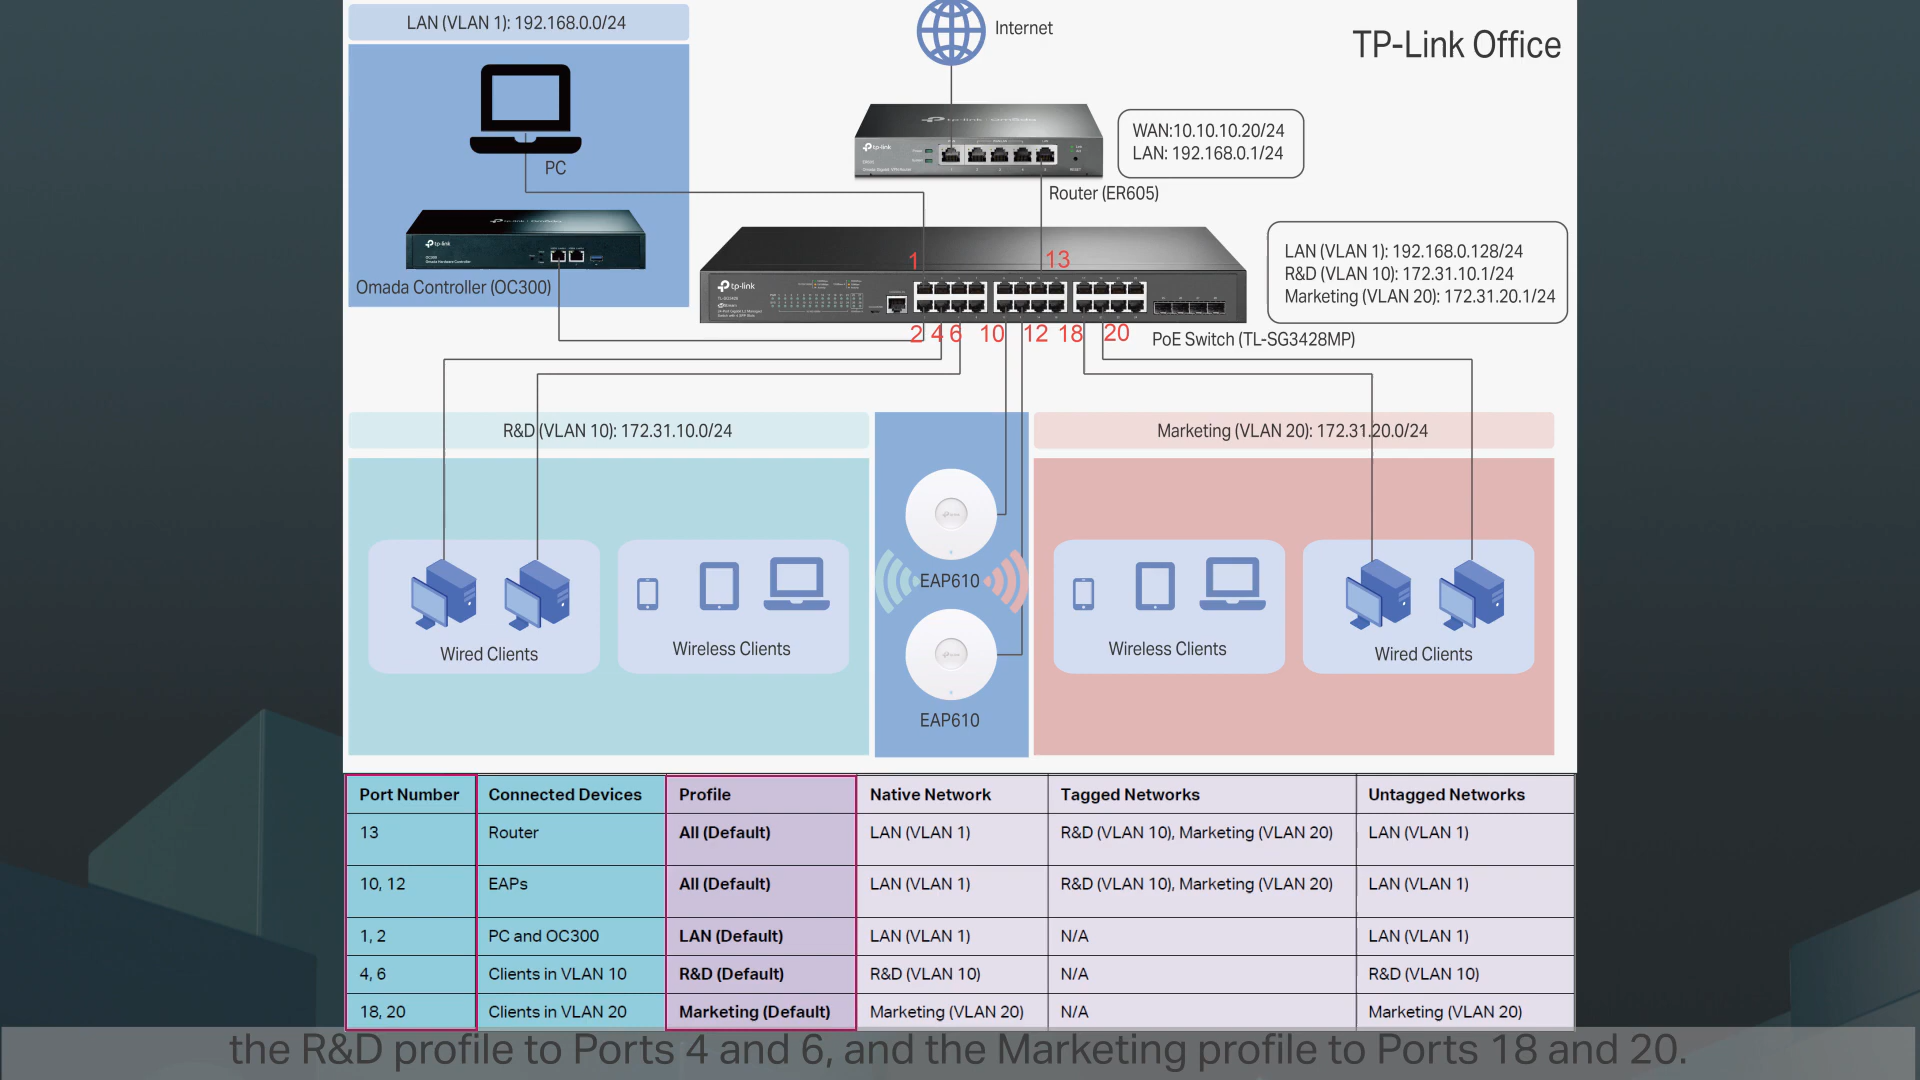 LAN (VLAN 1): 192.168.0.0/24
Internet
TP-Link Office
PC
tp-link
WAN:10.10.10.20/24
LAN: 192.168.0.1/24
Router (ER605)
tp-link
Omada Controller (OC300)
1
13
tp-link
LAN (VLAN 1): 192.168.0.128/24
R&D (VLAN 10): 172.31.10.1/24
Marketing (VLAN 20): 172.31.20.1/24
2 4 6 10 12 18 20
PoE Switch (TL-SG3428MP)
R&D (VLAN 10): 172.31.10.0/24
Marketing (VLAN 20): 172.31.20.0/24
EAP610
Wired Clients
Wireless Clients
Wireless Clients
Wired Clients
EAP610
Port Number Connected Devices Profile Native Network Tagged Networks Untagged Networks
13 Router All (Default) LAN (VLAN 1) R&D (VLAN 10), Marketing (VLAN 20) LAN (VLAN 1)
10, 12 EAPs All (Default) LAN (VLAN 1) R&D (VLAN 10), Marketing (VLAN 20) LAN (VLAN 1)
1, 2 PC and OC300 LAN (Default) LAN (VLAN 1) N/A LAN (VLAN 1)
4, 6 Clients in VLAN 10 R&D (Default) R&D (VLAN 10) N/A R&D (VLAN 10)
18, 20 Clients in VLAN 20 Marketing (Default) Marketing (VLAN 20) N/A Marketing (VLAN 20)
the R&D profile to Ports 4 and 6, and the Marketing profile to Ports 18 and 20.